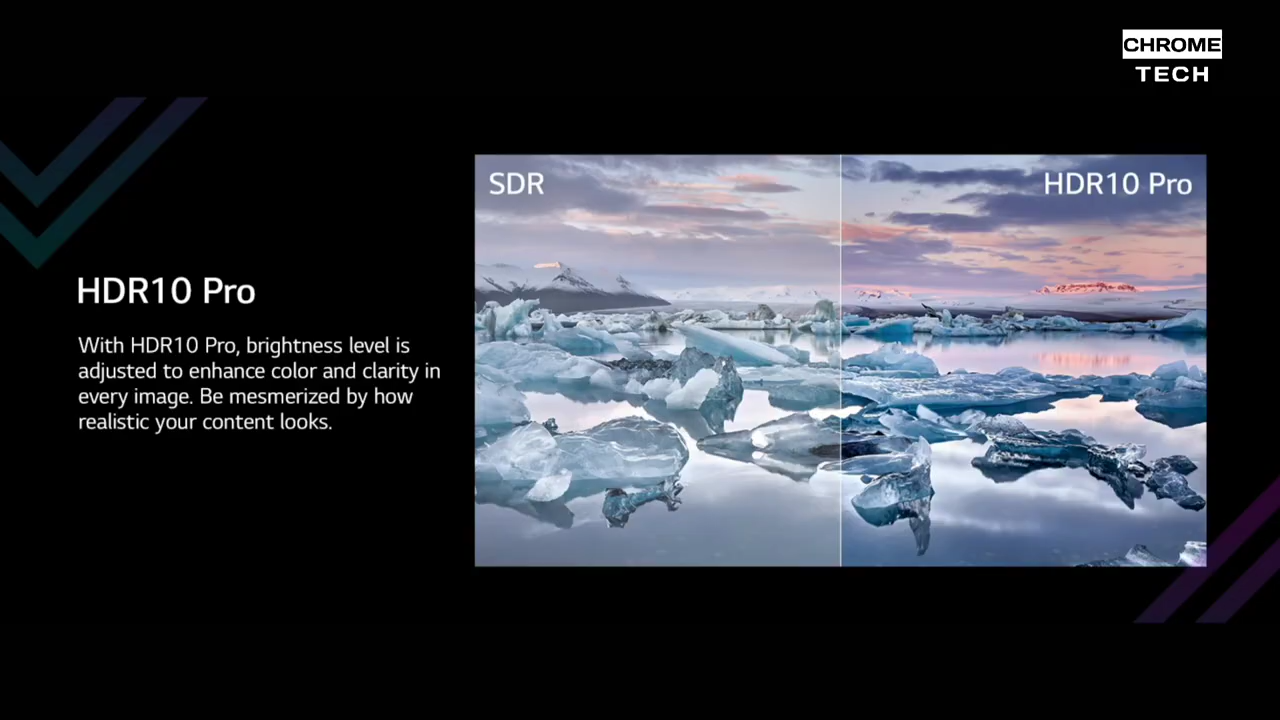 CHROME
TECH
SDR
HDR10 Pro
HDR10 Pro
With HDR10 Pro, brightness level is
adjusted to enhance color and clarity in
every image. Be mesmerized by how
realistic your content looks.